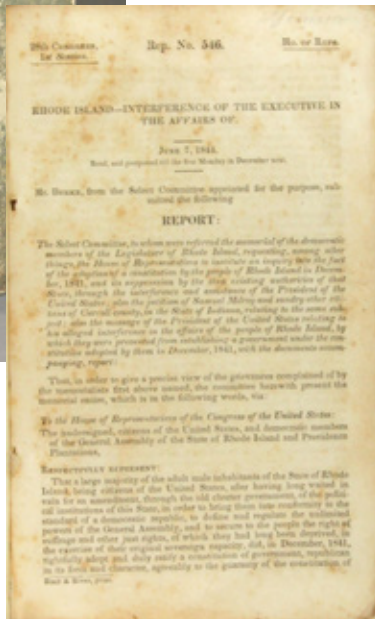 28th Congress, Rep. No. 546. Ho. of Reps.
1st Session.
RHODE ISLAND—INTERFERENCE OF THE EXECUTIVE IN
THE AFFAIRS OF.
June 7, 1844.
Read, and postponed till the first Monday in December next.
Mr. Burke, from the Select Committee appointed for the purpose, sub-
mitted the following
REPORT:
The Select Committee, to whom were referred the memorial of the democratic
members of the Legislature of Rhode Island, requesting, among other
things, the House of Representatives to institute an inquiry into the fact
of the adoption of a constitution by the people of Rhode Island in Decem-
ber, 1841, and its suppression by the existing authorities of that
State, through the interference and assistance of the President of the
United States; also the petition of Samuel Milroy and sundry other citi-
zens of Carroll county, in the State of Indiana, relating to the same sub-
ject; also the message of the President of the United States relating to
his alleged interference in the affairs of the people of Rhode Island, by
which they were prevented from establishing a government under the con-
stitution adopted by them in December, 1841, with the documents accom-
panying, report:
That, in order to give a precise view of the grievances complained of by
the memorialists first above named, the committee herewith present the
memorial entire, which is in the following words, viz:
To the House of Representatives of the Congress of the United States:
The undersigned, citizens of the United States, and democratic members
of the General Assembly of the State of Rhode Island and Providence
Plantations,
Respectfully represent:
That a large majority of the adult male inhabitants of the State of Rhode
Island, being citizens of the United States, after having long waited in
vain for an amendment, through the old charter government, of the politi-
cal institutions of this State, in order to bring them into conformity to the
standard of a democratic republic, to define and regulate the unlimited
powers of the General Assembly, and to secure to the people the right of
suffrage and other just rights, of which they had long been deprived, in
the exercise of their original sovereign capacity, did, in December, 1841,
rightfully adopt and duly ratify a constitution of government, republican
in its form and character, agreeably to the guaranty of the constitution of